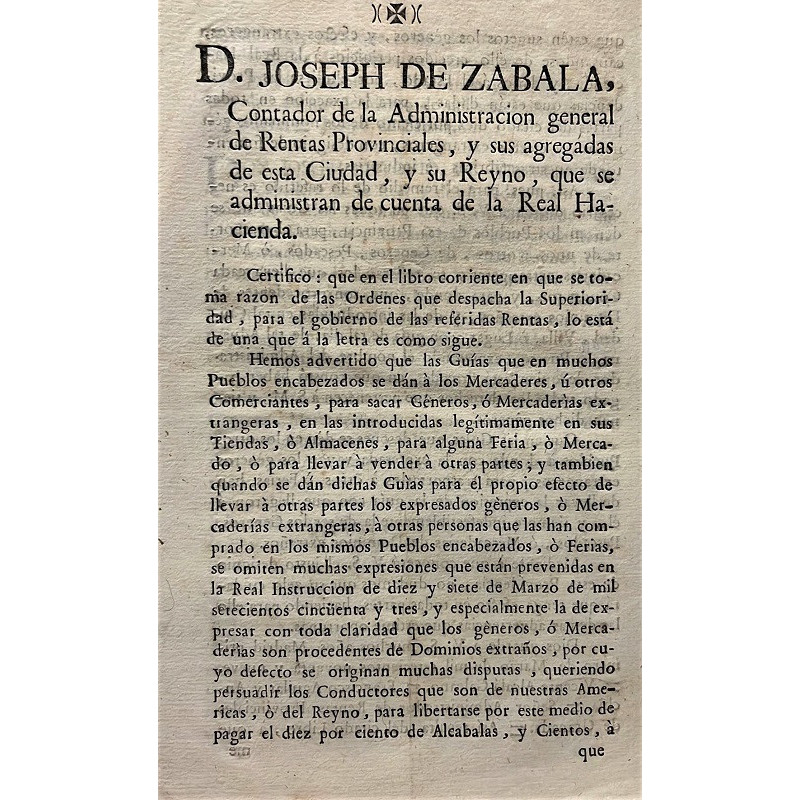 )(✠)(
D. JOSEPH DE ZABALA,
Contador de la Administracion general
de Rentas Provinciales, y sus agregadas
de esta Ciudad, y su Reyno, que se
administran de cuenta de la Real Ha-
cienda.
Certifico: que en el libro corriente en que se to-
ma razon de las Ordenes que despacha la Superiori-
dad, para el gobierno de las referidas Rentas, lo está
de una que á la letra es como sigue.
Hemos advertido que las Guías que en muchos
Pueblos encabezados se dán à los Mercaderes, ú otros
Comerciantes, para sacar Géneros, ó Mercaderìas ex-
trangeras, en las introducidas legítimamente en sus
Tiendas, ò Almacenes, para alguna Feria, ò Merca-
do, ò para llevar à vender à otras partes; y tambien
quando se dán dichas Guìas para el propio efecto de
llevar à otras partes los expresados gèneros, ò Mer-
caderías extrangeras, à otras personas que las han com-
prado en los mismos Pueblos encabezados, ò Ferias,
se omiten muchas expresiones que están prevenidas en
la Real Instruccion de diez y siete de Marzo de mil
setecientos cincüenta y tres, y especialmente la de ex-
presar con toda claridad que los gèneros, ó Merca-
derìas son procedentes de Dominios extraños, por cu-
yo defecto se originan muchas disputas, queriendo
persuadir los Conductores que son de nuestras Ame-
ricas, ò del Reyno, para libertarse por este medio de
pagar el diez por ciento de Alcabalas, y Cientos, à
que